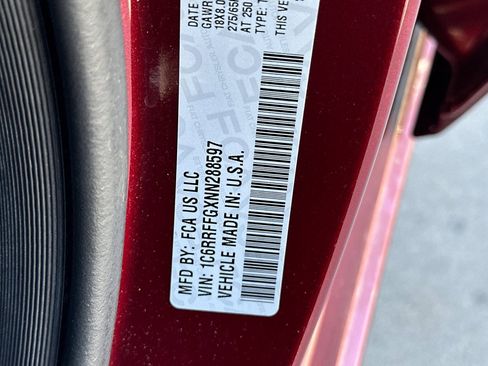 DATE O
GAWR
18X8.0
275/65R
AT 250
TYPE: T
THIS VE
MFD BY: FCA US LLC
VIN: 1C6RRFFGXNN288597
VEHICLE MADE IN: U.S.A.